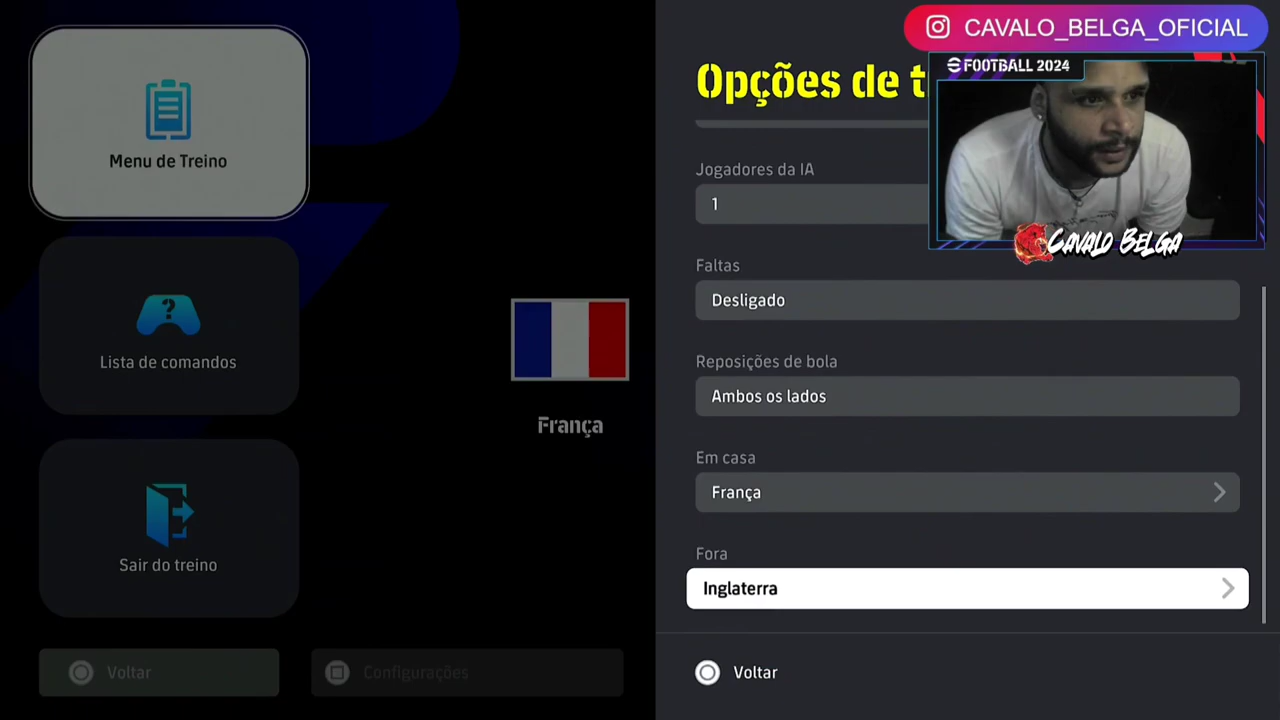 CAVALO_BELGA_OFICIAL
FOOTBALL 2024
Menu de Treino
Lista de comandos
Sair do treino
Voltar
Configurações
França
Opções de t
Jogadores da IA
1
Faltas
Desligado
Reposições de bola
Ambos os lados
Em casa
França
Fora
Inglaterra
Voltar
CAVALO BELGA